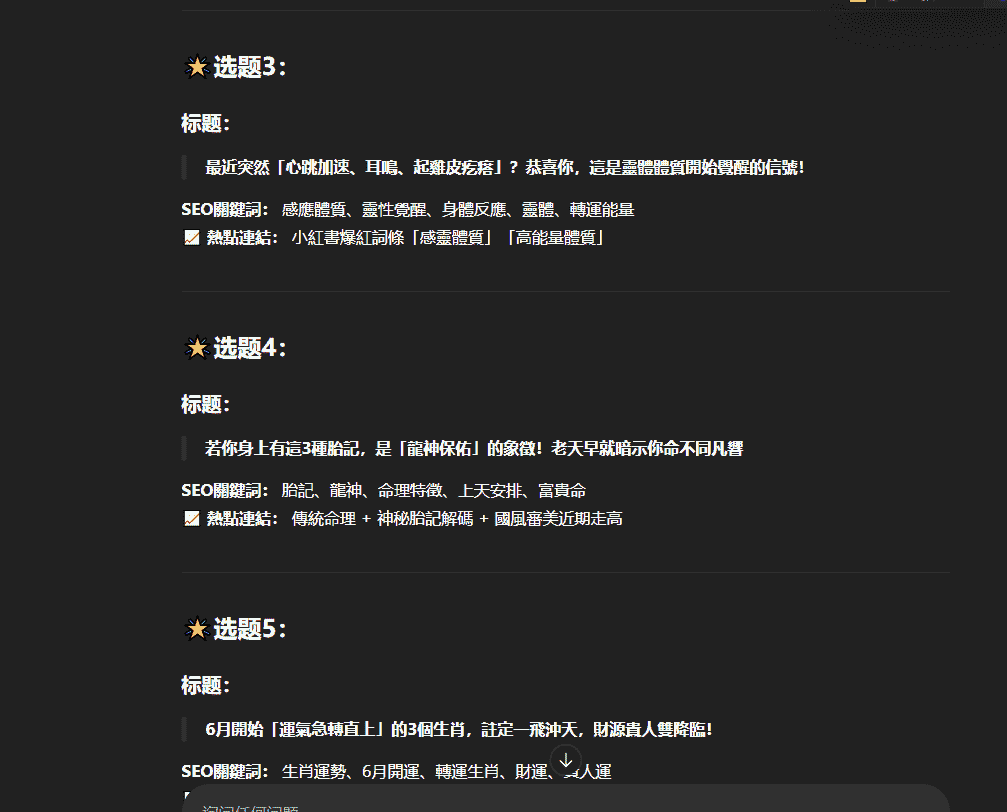 选题3：
标题：
最近突然「心跳加速、耳鳴、起雞皮疙瘩」？恭喜你，這是靈體體質開始覺醒的信號！
SEO關鍵詞： 感應體質、靈性覺醒、身體反應、靈體、轉運能量
熱點連結： 小紅書爆紅詞條「感靈體質」「高能量體質」
选题4：
标题：
若你身上有這3種胎記，是「龍神保佑」的象徵！老天早就暗示你命不同凡響
SEO關鍵詞： 胎記、龍神、命理特徵、上天安排、富貴命
熱點連結： 傳統命理 + 神秘胎記解碼 + 國風審美近期走高
选题5：
标题：
6月開始「運氣急轉直上」的3個生肖，註定一飛沖天，財源貴人雙降臨！
SEO關鍵詞： 生肖運勢、6月開運、轉運生肖、財運、人運
询问任何问题